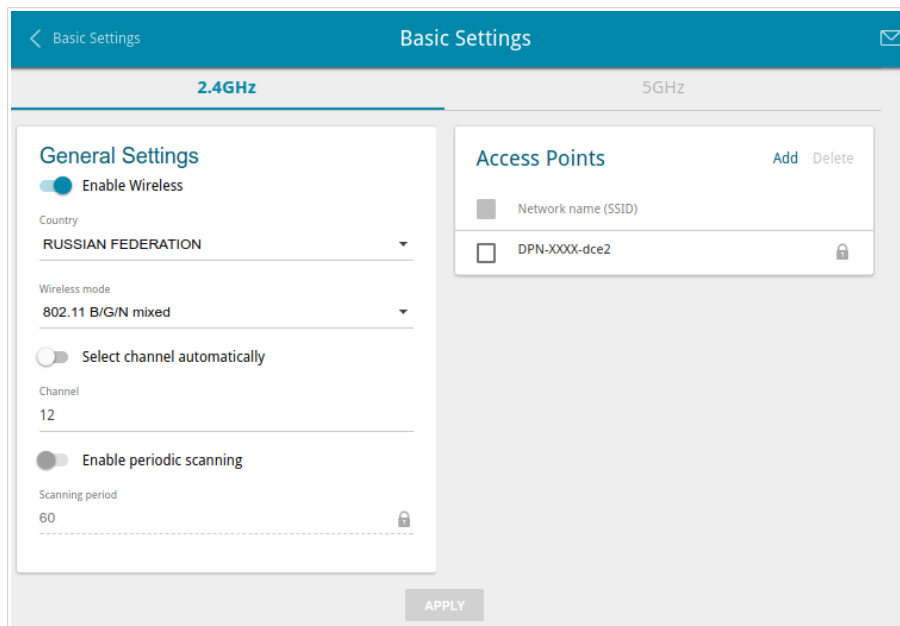 Basic Settings
Basic Settings
2.4GHz
5GHz
General Settings
Enable Wireless
Country
RUSSIAN FEDERATION
Wireless mode
802.11 B/G/N mixed
Select channel automatically
Channel
12
Enable periodic scanning
Scanning period
60
Access Points
Add Delete
Network name (SSID)
DPN-XXXX-dce2
APPLY